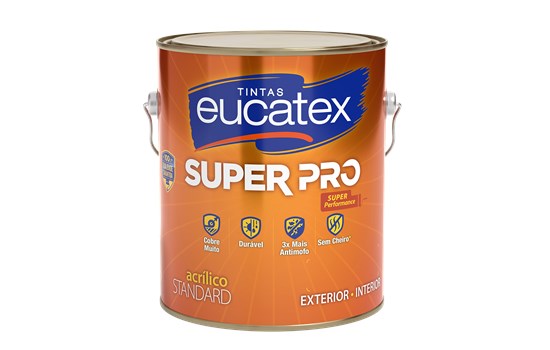 TINTAS
eucatex
SUPER PRO
SUPER
Performance
Cobre
Muito
Durável
3x Mais
Antimofo
Sem Cheiro*
acrílico
STANDARD
EXTERIOR • INTERIOR